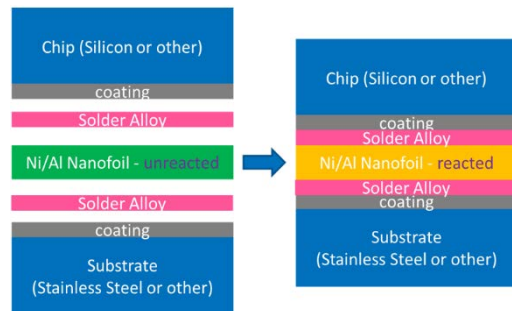 Chip (Silicon or other)
coating
Solder Alloy
Ni/Al Nanofoil - unreacted
Solder Alloy
coating
Substrate
(Stainless Steel or other)
Chip (Silicon or other)
coating
Solder Alloy
Ni/Al Nanofoil - reacted
Solder Alloy
coating
Substrate
(Stainless Steel or other)